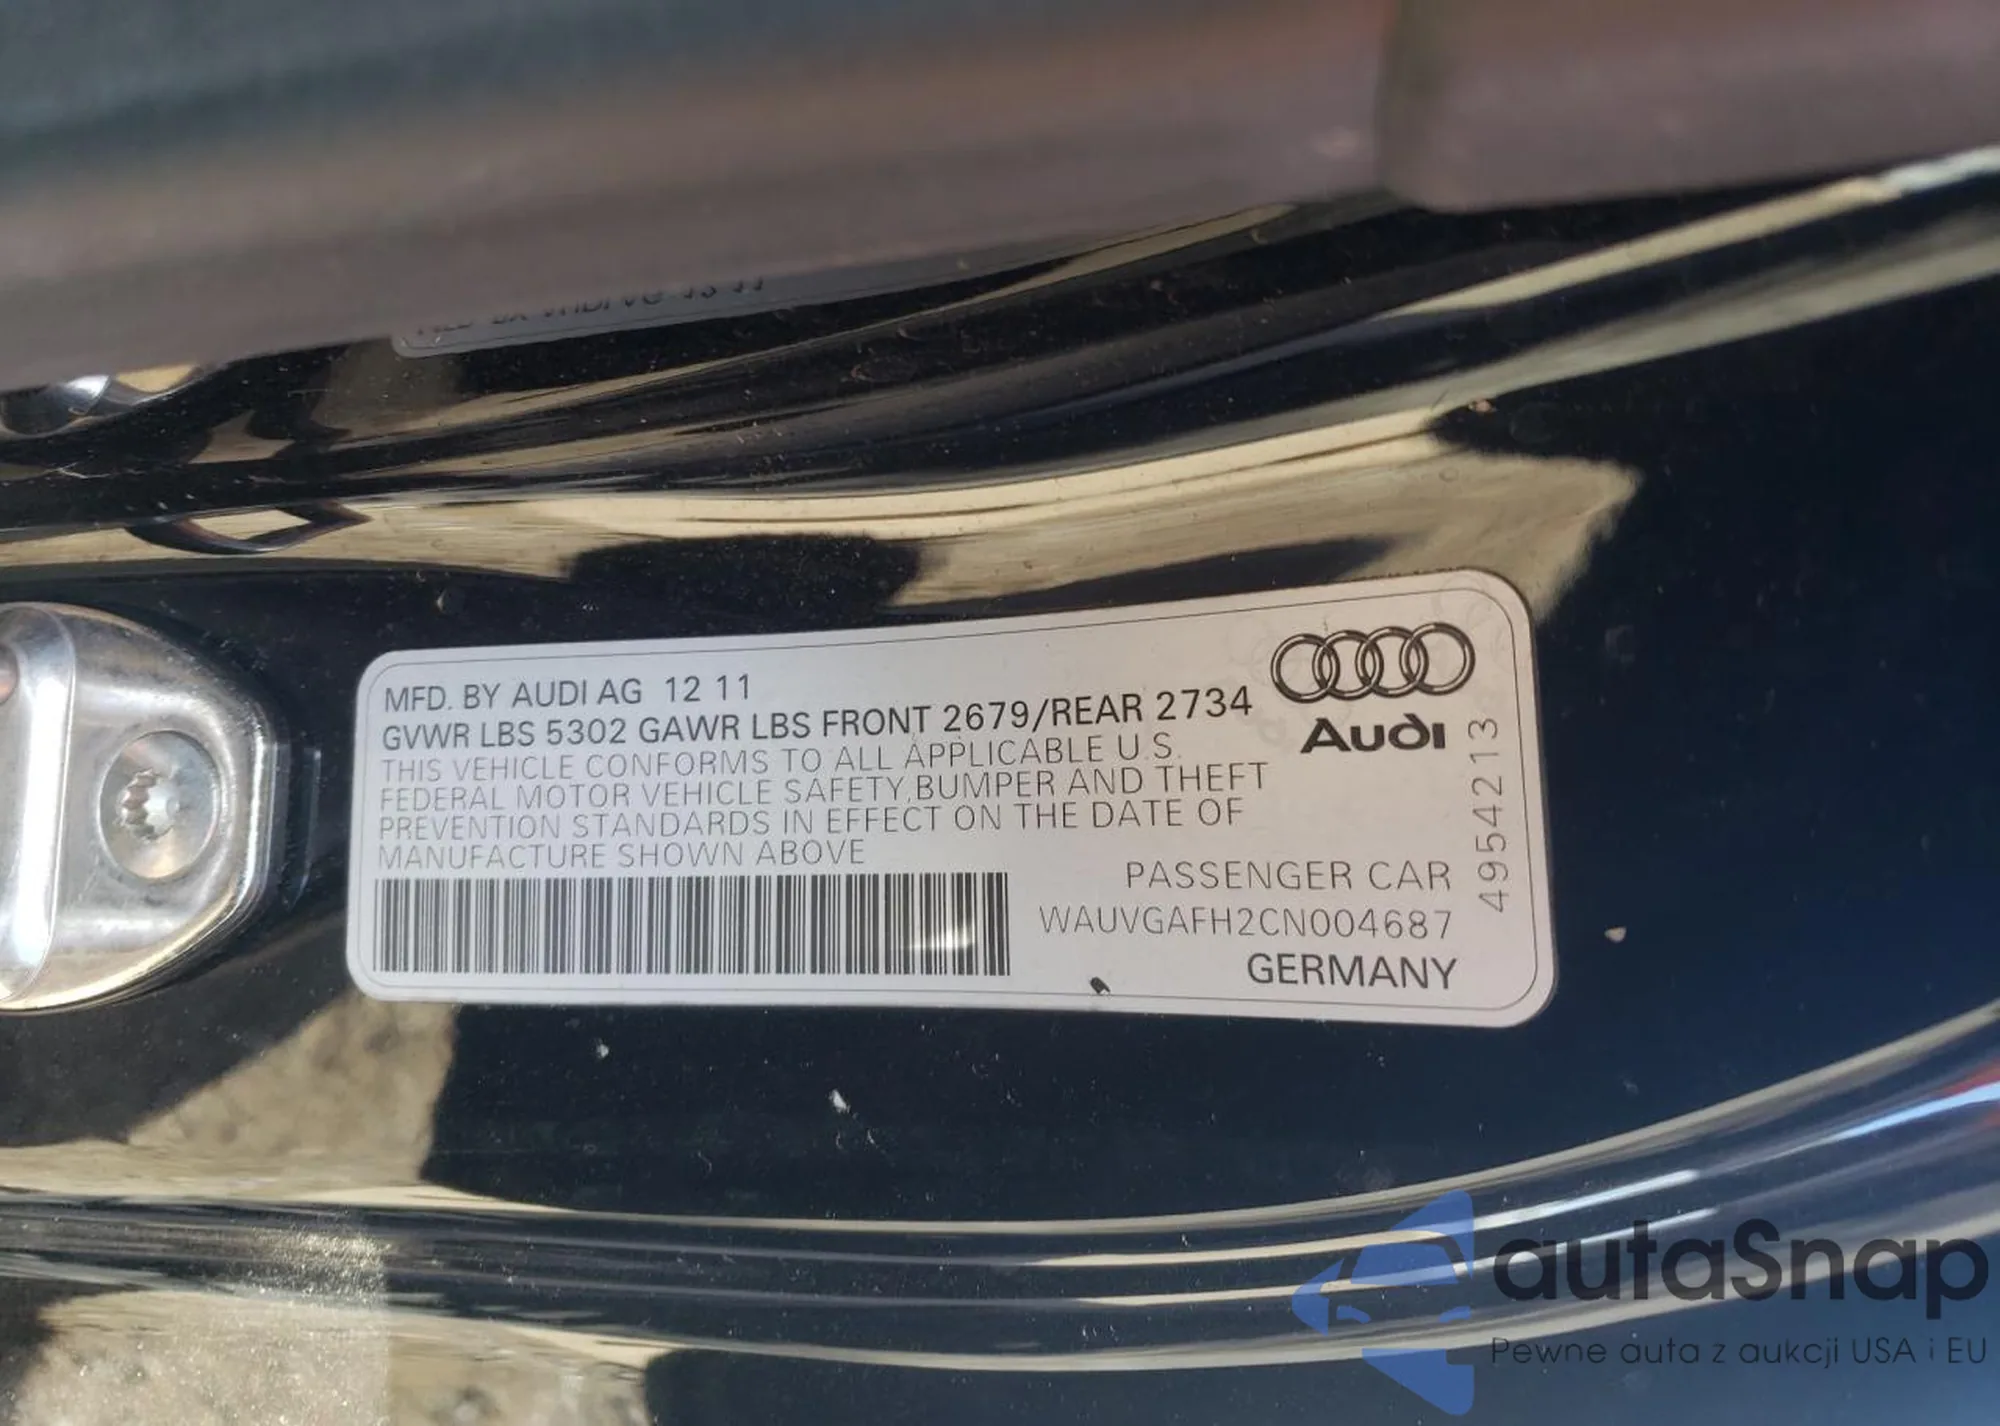 MFD. BY AUDI AG 12 11
GVWR LBS 5302 GAWR LBS FRONT 2679/REAR 2734
THIS VEHICLE CONFORMS TO ALL APPLICABLE U.S.
FEDERAL MOTOR VEHICLE SAFETY, BUMPER AND THEFT
PREVENTION STANDARDS IN EFFECT ON THE DATE OF
MANUFACTURE SHOWN ABOVE
Audi
4954213
PASSENGER CAR
WAUVGAFH2CN004687
GERMANY
autaSnap
Pewne auta z aukcji USA i EU